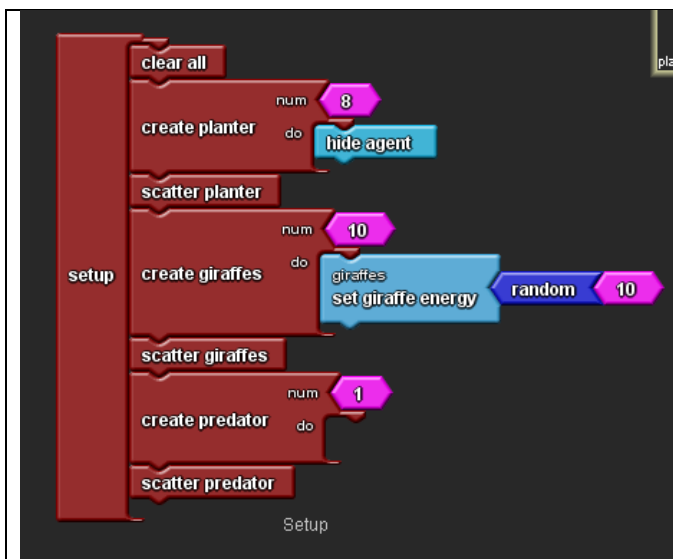 pla
clear all
num 8
create planter do hide agent
scatter planter
num 10
setup create giraffes do giraffes
set giraffe energy random 10
scatter giraffes
num 1
create predator do
scatter predator
Setup